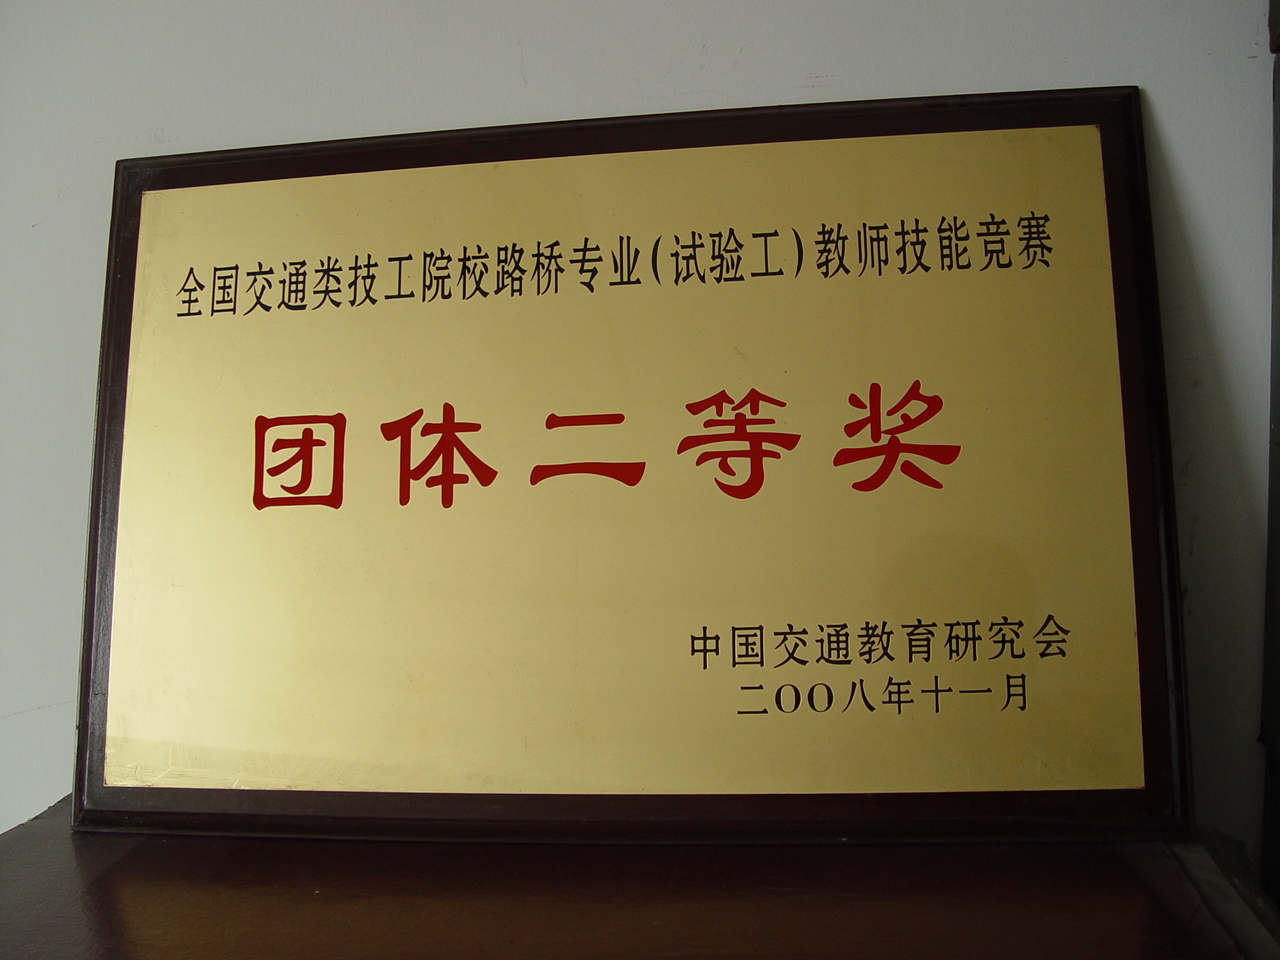 全国交通类技工院校路桥专业(试验工)教师技能竞赛
团体二等奖
中国交通教育研究会
二〇〇八年十一月